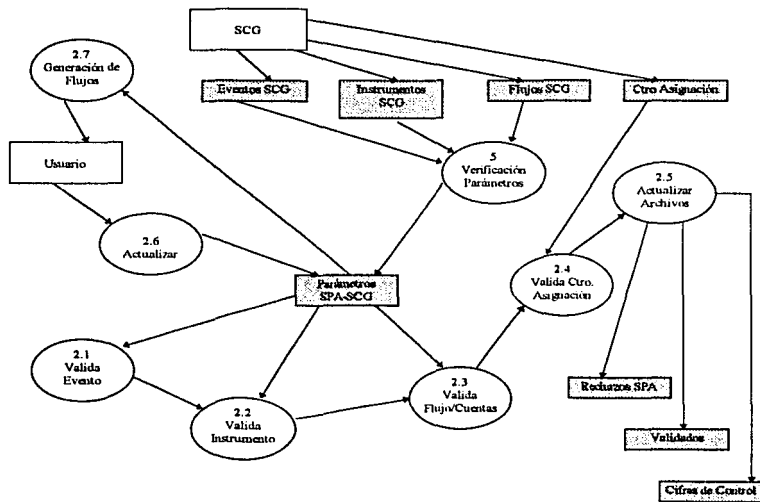 SCG
2.7
Generación de
Flujos
Eventos SCG
Instrumentos
SCG
Flujos SCG
Ctro Asignación
Usuario
5
Verificación
Parámetros
2.5
Actualizar
Archivos
2.6
Actualizar
Parámetros
SPA-SCG
2.4
Valida Ctro.
Asignación
2.1
Valida
Evento
2.3
Valida
Flujo/Cuentas
2.2
Valida
Instrumento
Rechazos SPA
Validados
Cifras de Control